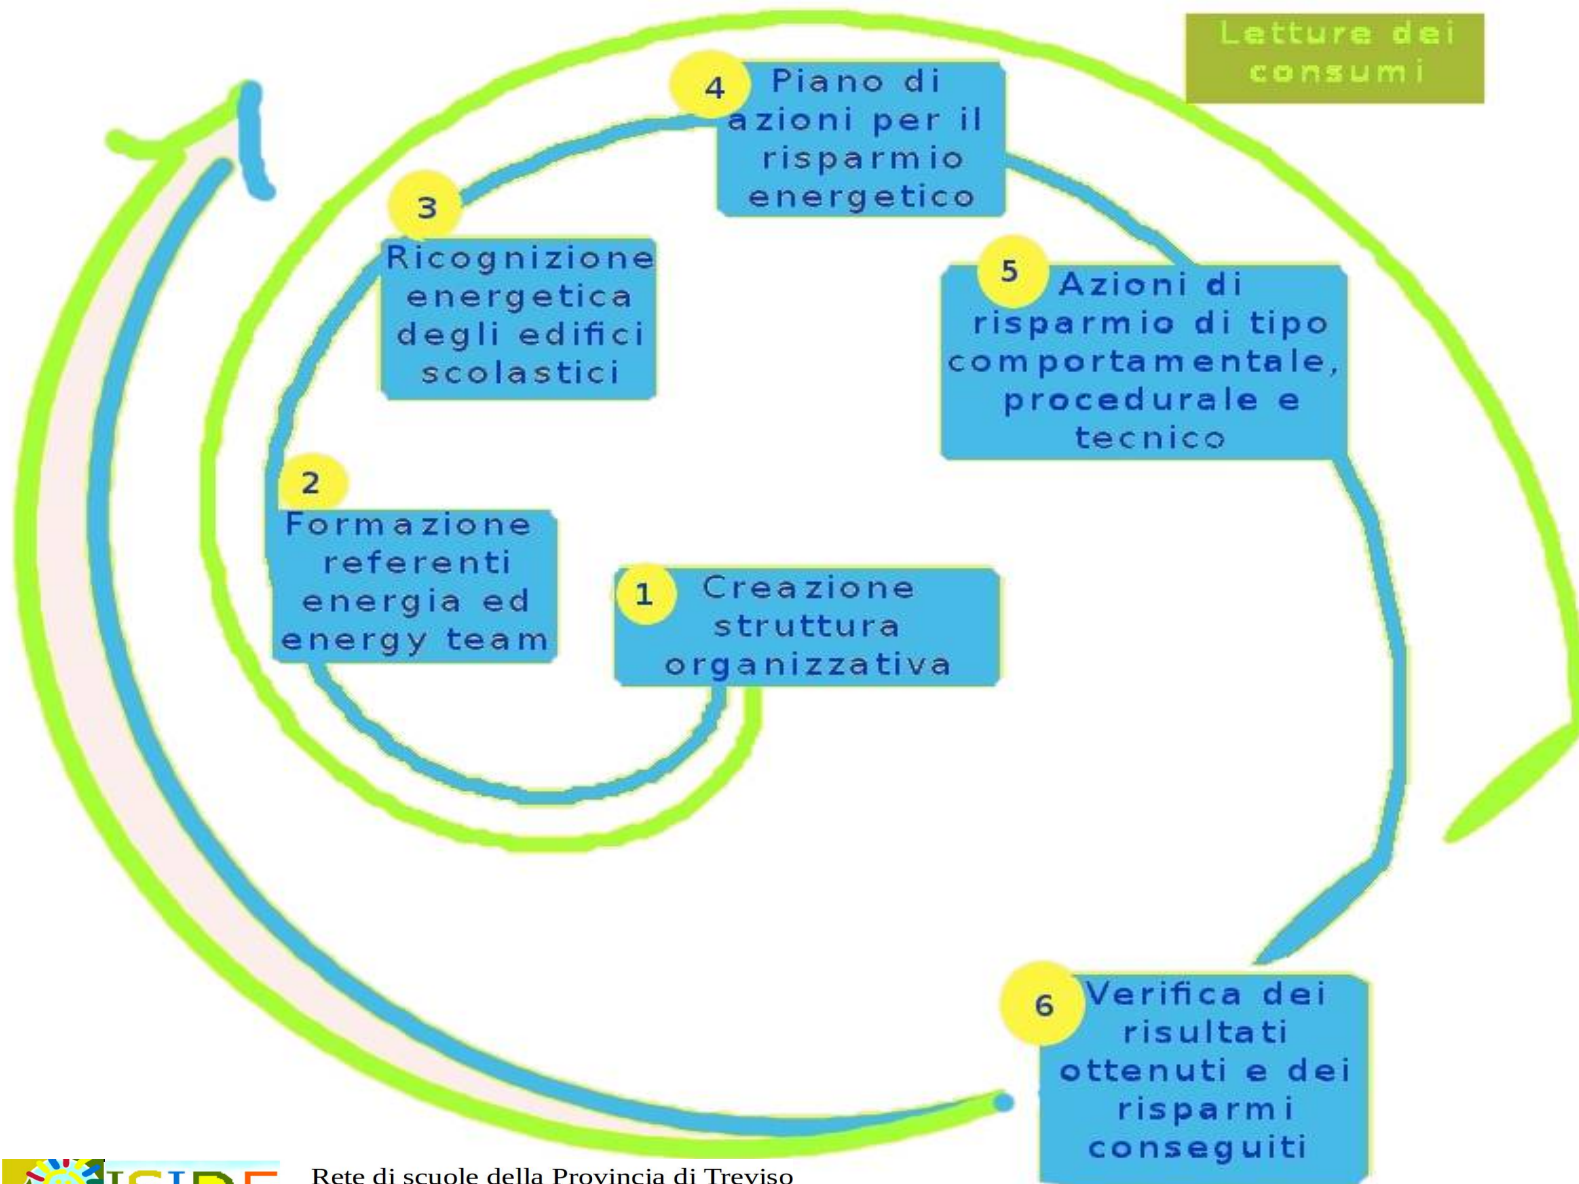 Letture dei
consumi
4
Piano di
azioni per il
risparmio
energetico
3
Ricognizione
energetica
degli edifici
scolastici
5
Azioni di
risparmio di tipo
comportamentale,
procedurale e
tecnico
2
Formazione
referenti
energia ed
energy team
1
Creazione
struttura
organizzativa
6
Verifica dei
risultati
ottenuti e dei
risparmi
conseguiti
ISIDE
Rete di scuole della Provincia di Treviso